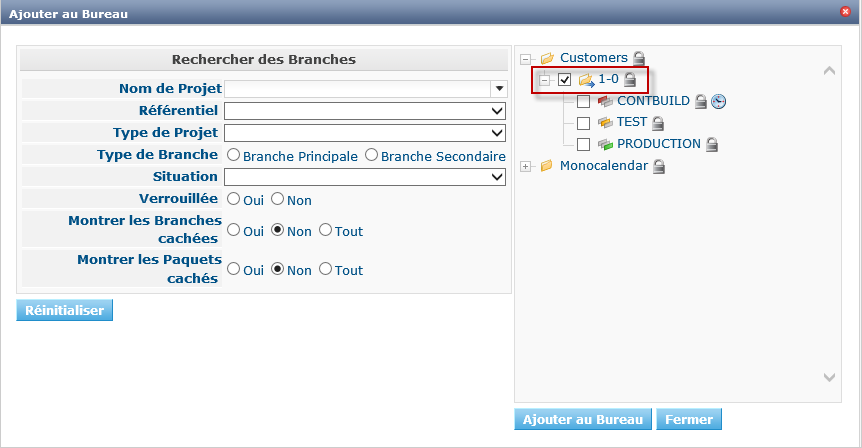 Ajouter au Bureau
Rechercher des Branches
Nom de Projet
Référentiel
Type de Projet
Type de Branche Branche Principale Branche Secondaire
Situation
Verrouillée Oui Non
Montrer les Branches
cachées Oui Non Tout
Montrer les Paquets
cachés Oui Non Tout
Réinitialiser
Customers
1-0
CONTBUILD
TEST
PRODUCTION
Monocalendar
Ajouter au Bureau Fermer